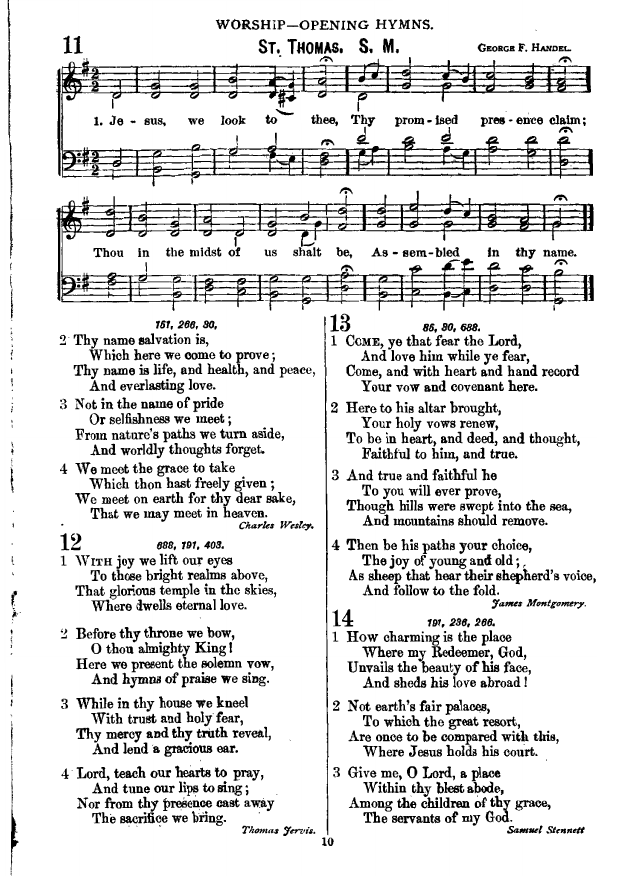 WORSHIP—OPENING HYMNS.
11
ST. THOMAS. S. M.
GEORGE F. HANDEL.
1. Je - sus, we look to thee, Thy prom - ised pres - ence claim;
Thou in the midst of us shalt be, As - sem - bled in thy name.
151, 266, 80,
2 Thy name salvation is,
Which here we come to prove;
Thy name is life, and health, and peace,
And everlasting love.
3 Not in the name of pride
Or selfishness we meet;
From nature's paths we turn aside,
And worldly thoughts forget.
4 We meet the grace to take
Which thou hast freely given;
We meet on earth for thy dear sake,
That we may meet in heaven.
Charles Wesley.
12
688, 191, 403.
1 WITH joy we lift our eyes
To those bright realms above,
That glorious temple in the skies,
Where dwells eternal love.
2 Before thy throne we bow,
O thou almighty King!
Here we present the solemn vow,
And hymns of praise we sing.
3 While in thy house we kneel
With trust and holy fear,
Thy mercy and thy truth reveal,
And lend a gracious ear.
4 Lord, teach our hearts to pray,
And tune our lips to sing;
Nor from thy presence cast away
The sacrifice we bring.
Thomas Jervis.
13
85, 80, 688.
1 COME, ye that fear the Lord,
And love him while ye fear,
Come, and with heart and hand record
Your vow and covenant here.
2 Here to his altar brought,
Your holy vows renew,
To be in heart, and deed, and thought,
Faithful to him, and true.
3 And true and faithful he
To you will ever prove,
Though hills were swept into the sea,
And mountains should remove.
4 Then be his paths your choice,
The joy of young and old;
As sheep that hear their shepherd's voice,
And follow to the fold.
James Montgomery.
14
191, 236, 266.
1 How charming is the place
Where my Redeemer, God,
Unvails the beauty of his face,
And sheds his love abroad!
2 Not earth's fair palaces,
To which the great resort,
Are once to be compared with this,
Where Jesus holds his court.
3 Give me, O Lord, a place
Within thy blest abode,
Among the children of thy grace,
The servants of my God.
Samuel Stennett
10